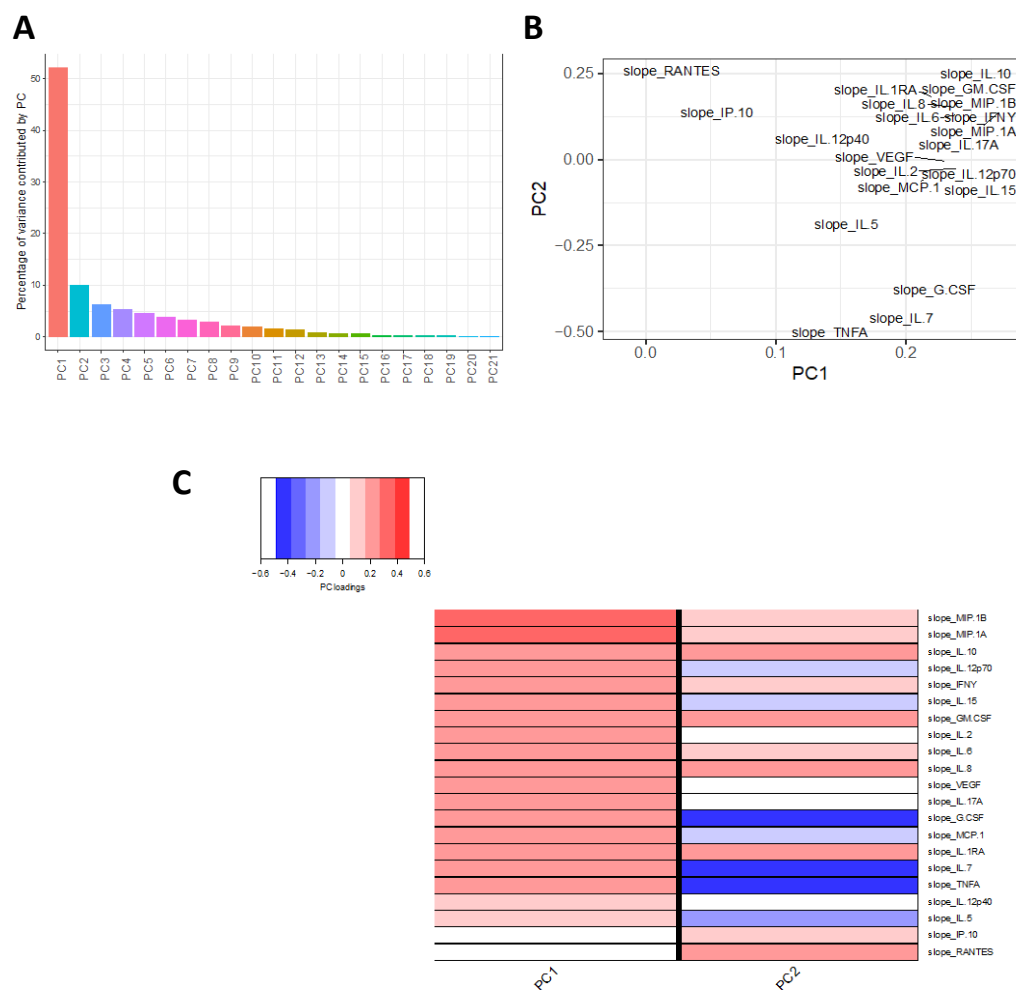 A
Percentage of variance contributed by PC
50
40
30
20
10
0
PC1
PC2
PC3
PC4
PC5
PC6
PC7
PC8
PC9
PC10
PC11
PC12
PC13
PC14
PC15
PC16
PC17
PC18
PC19
PC20
PC21
B
PC2
0.25
0.00
−0.25
−0.50
slope_RANTES
slope_IL.10
slope_IL.1RA
slope_GM.CSF
slope_IL.8
slope_MIP.1B
slope_IP.10
slope_IL.6
slope_IFNY
slope_MIP.1A
slope_IL.12p40
slope_IL.17A
slope_VEGF
slope_IL.2
slope_IL.12p70
slope_MCP.1
slope_IL.15
slope_IL.5
slope_G.CSF
slope_IL.7
slope_TNFA
0.0
0.1
0.2
PC1
C
−0.6 −0.4 −0.2 0 0.2 0.4 0.6
PC loadings
slope_MIP.1B
slope_MIP.1A
slope_IL.10
slope_IL.12p70
slope_IFNY
slope_IL.15
slope_GM.CSF
slope_IL.2
slope_IL.6
slope_IL.8
slope_VEGF
slope_IL.17A
slope_G.CSF
slope_MCP.1
slope_IL.1RA
slope_IL.7
slope_TNFA
slope_IL.12p40
slope_IL.5
slope_IP.10
slope_RANTES
PC1
PC2